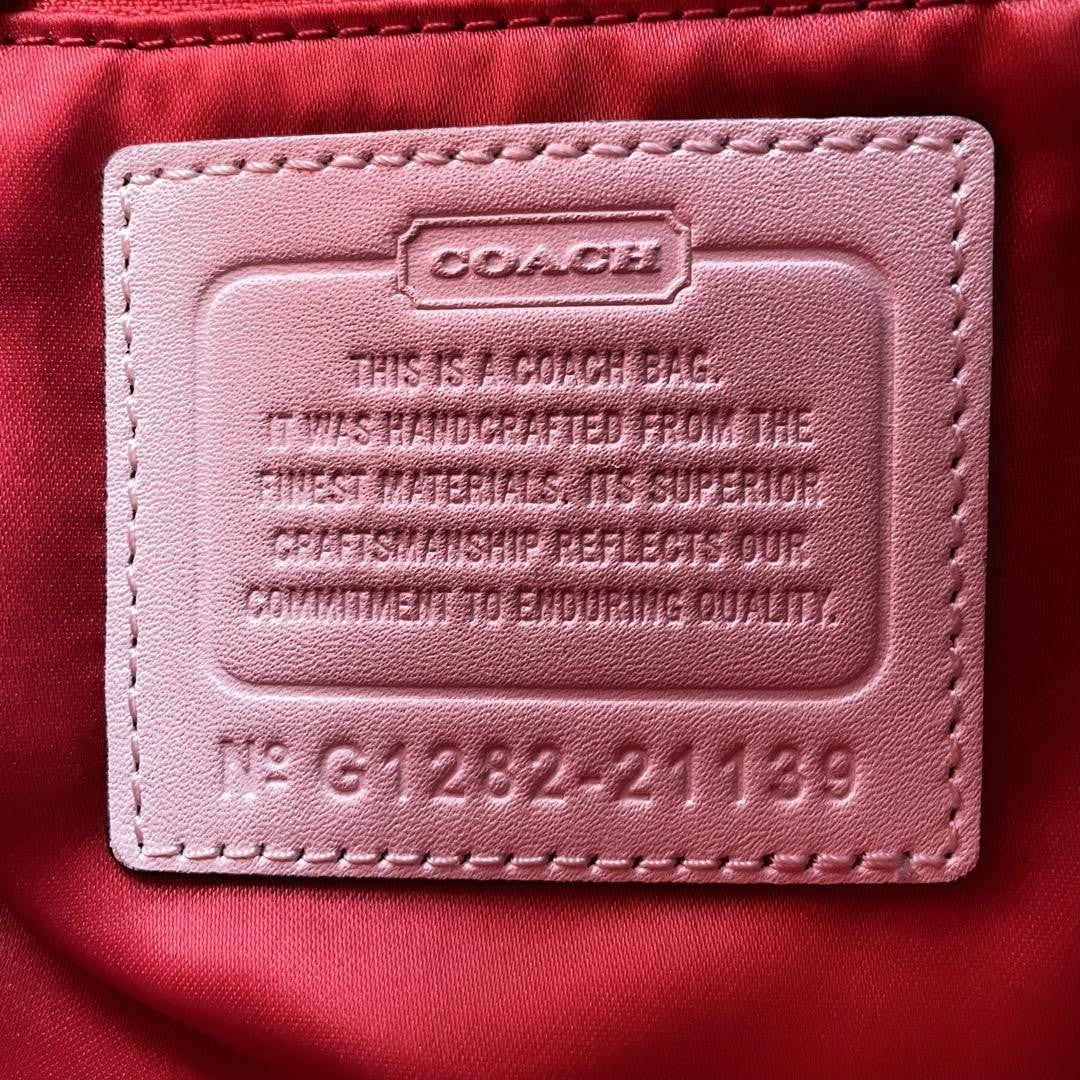 COACH
THIS IS A COACH BAG.
IT WAS HANDCRAFTED FROM THE
FINEST MATERIALS. ITS SUPERIOR
CRAFTSMANSHIP REFLECTS OUR
COMMITMENT TO ENDURING QUALITY.
Nº G1282-21139